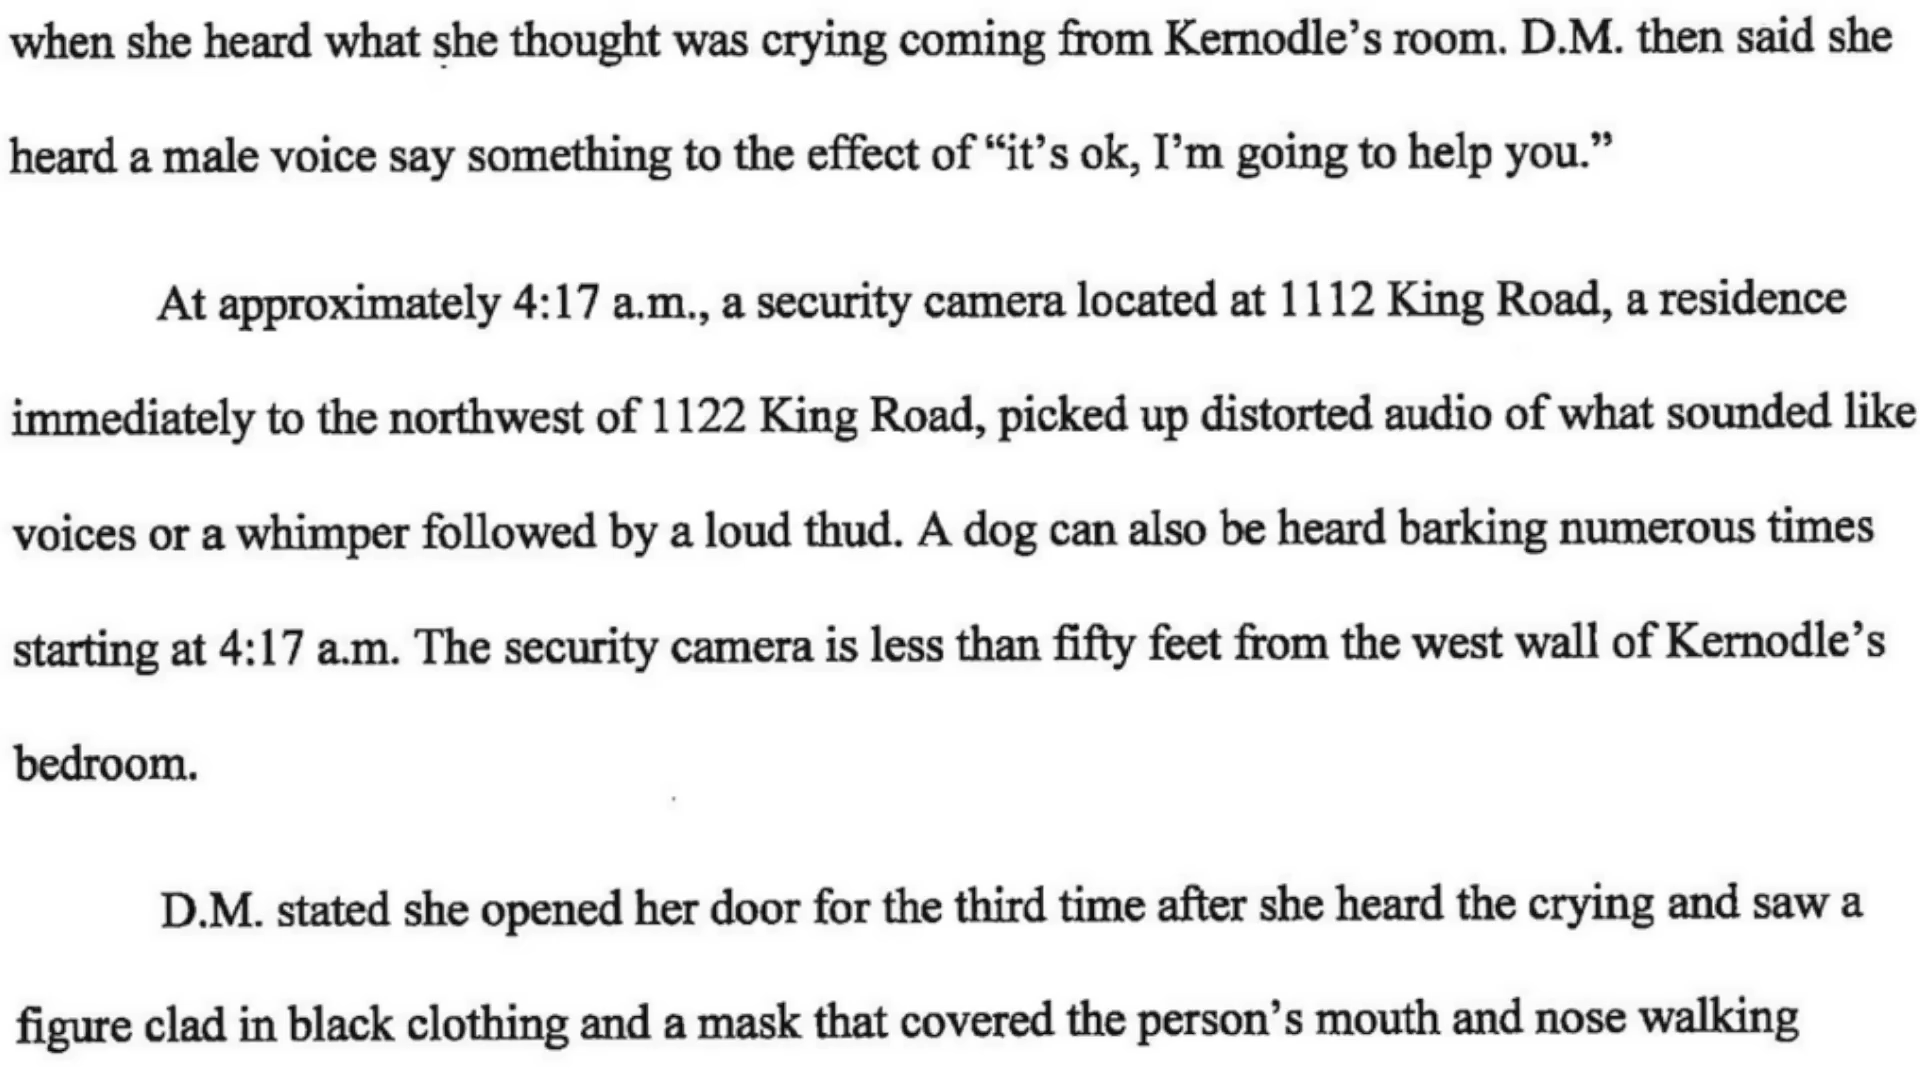 when she heard what she thought was crying coming from Kernodle’s room. D.M. then said she
heard a male voice say something to the effect of “it’s ok, I’m going to help you.”
At approximately 4:17 a.m., a security camera located at 1112 King Road, a residence
immediately to the northwest of 1122 King Road, picked up distorted audio of what sounded like
voices or a whimper followed by a loud thud. A dog can also be heard barking numerous times
starting at 4:17 a.m. The security camera is less than fifty feet from the west wall of Kernodle’s
bedroom.
D.M. stated she opened her door for the third time after she heard the crying and saw a
figure clad in black clothing and a mask that covered the person’s mouth and nose walking